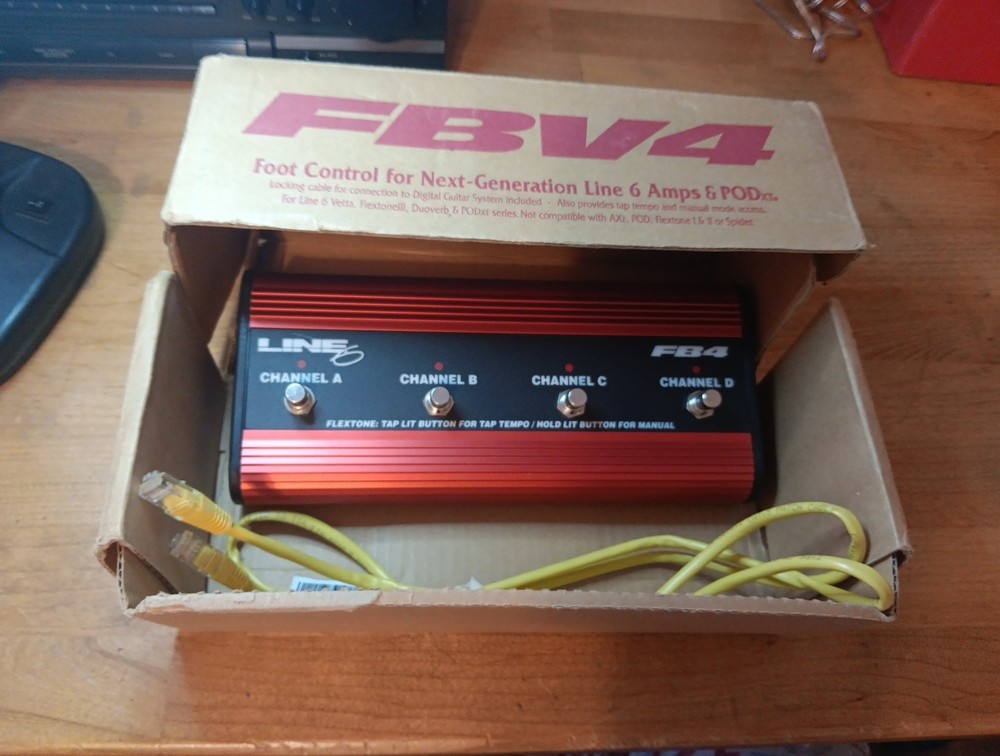 FBV4
Foot Control for Next-Generation Line 6 Amps & PODXT.
Locking cable for connection to Digital Guitar System included - Also provides tap tempo and manual mode access.
For Line 6 Vetta, FlextoneIII, Duoverb & PODXT series. Not compatible with AX2, POD, Flextone I & II or Spider.
LINE 6
FB4
CHANNEL A
CHANNEL B
CHANNEL C
CHANNEL D
FLEXTONE: TAP LIT BUTTON FOR TAP TEMPO / HOLD LIT BUTTON FOR MANUAL